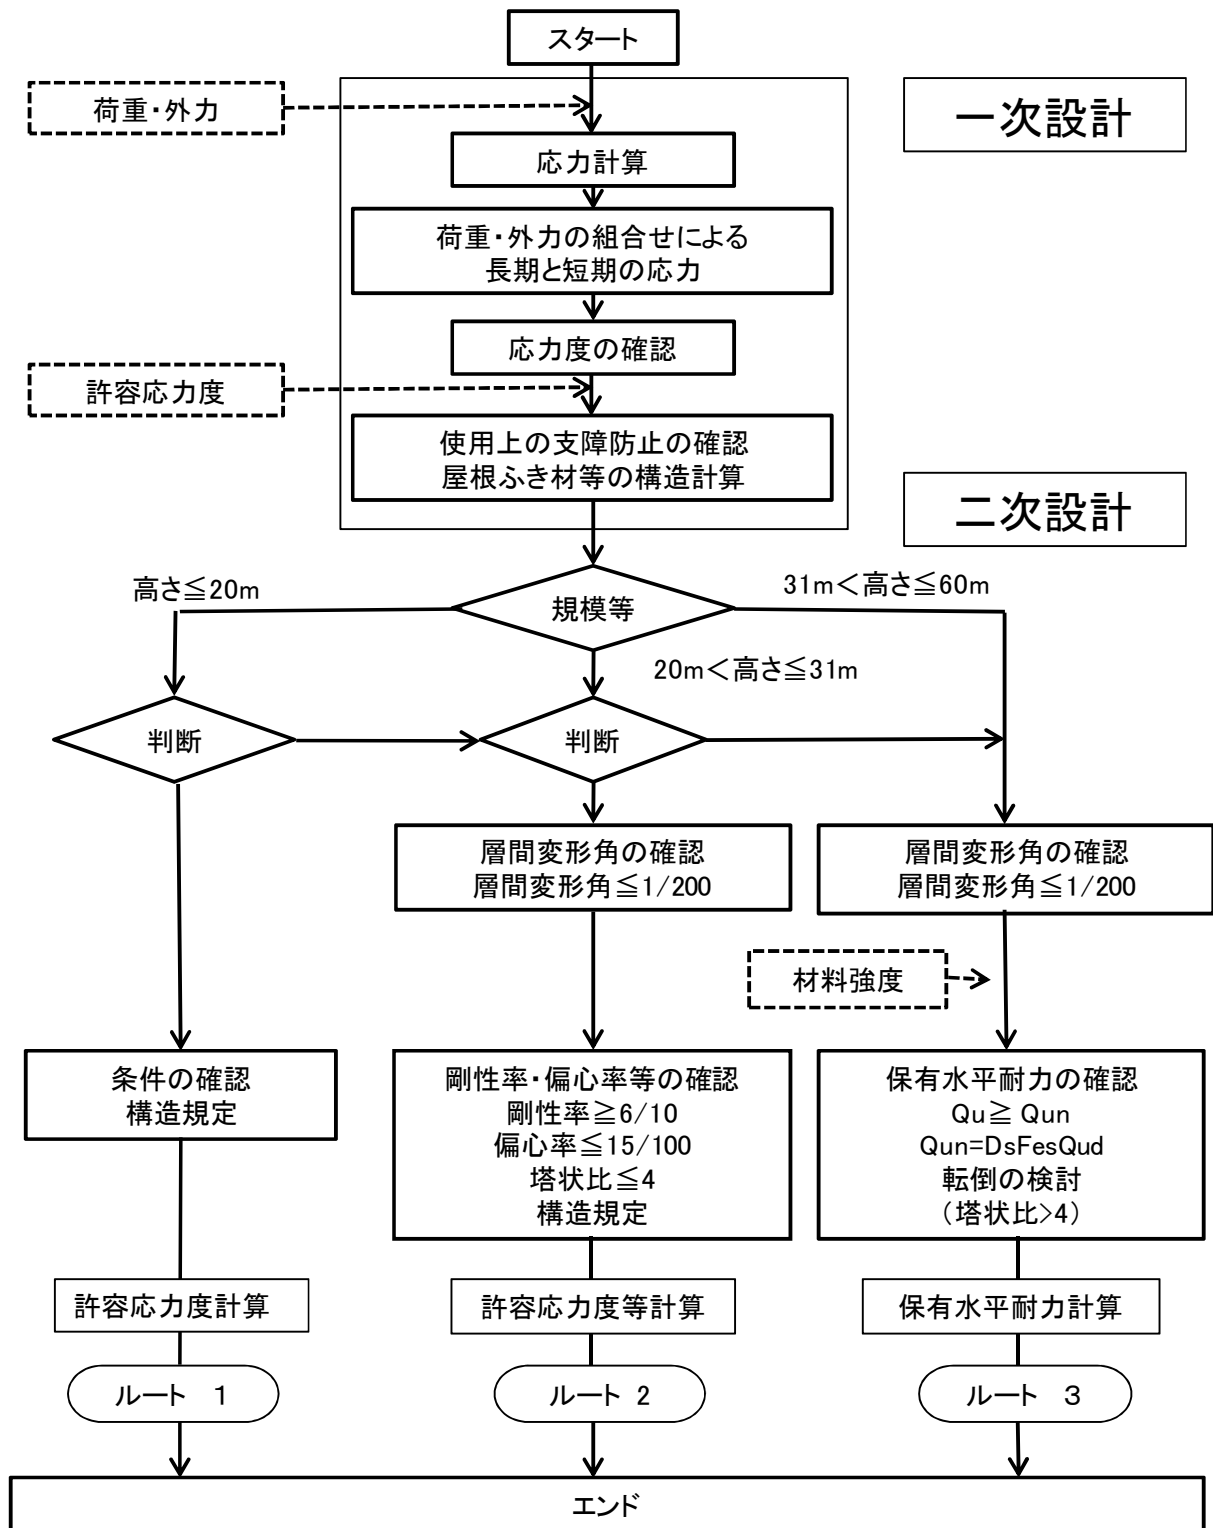 スタート
荷重・外力
一次設計
応力計算
荷重・外力の組合せによる
長期と短期の応力
応力度の確認
許容応力度
使用上の支障防止の確認
屋根ふき材等の構造計算
二次設計
高さ≦20m
規模等
31m<高さ≦60m
20m<高さ≦31m
判断
判断
層間変形角の確認
層間変形角≦1/200
層間変形角の確認
層間変形角≦1/200
材料強度
条件の確認
構造規定
剛性率・偏心率等の確認
剛性率≧6/10
偏心率≦15/100
塔状比≦4
構造規定
保有水平耐力の確認
Qu≧ Qun
Qun=DsFesQud
転倒の検討
（塔状比>4）
許容応力度計算
許容応力度等計算
保有水平耐力計算
ルート　1
ルート 2
ルート　3
エンド